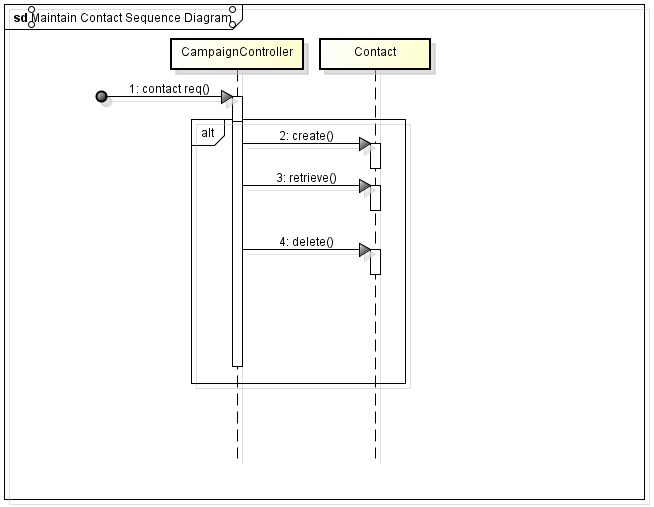 sd Maintain Contact Sequence Diagram
CampaignController
Contact
1: contact req()
alt
2: create()
3: retrieve()
4: delete()